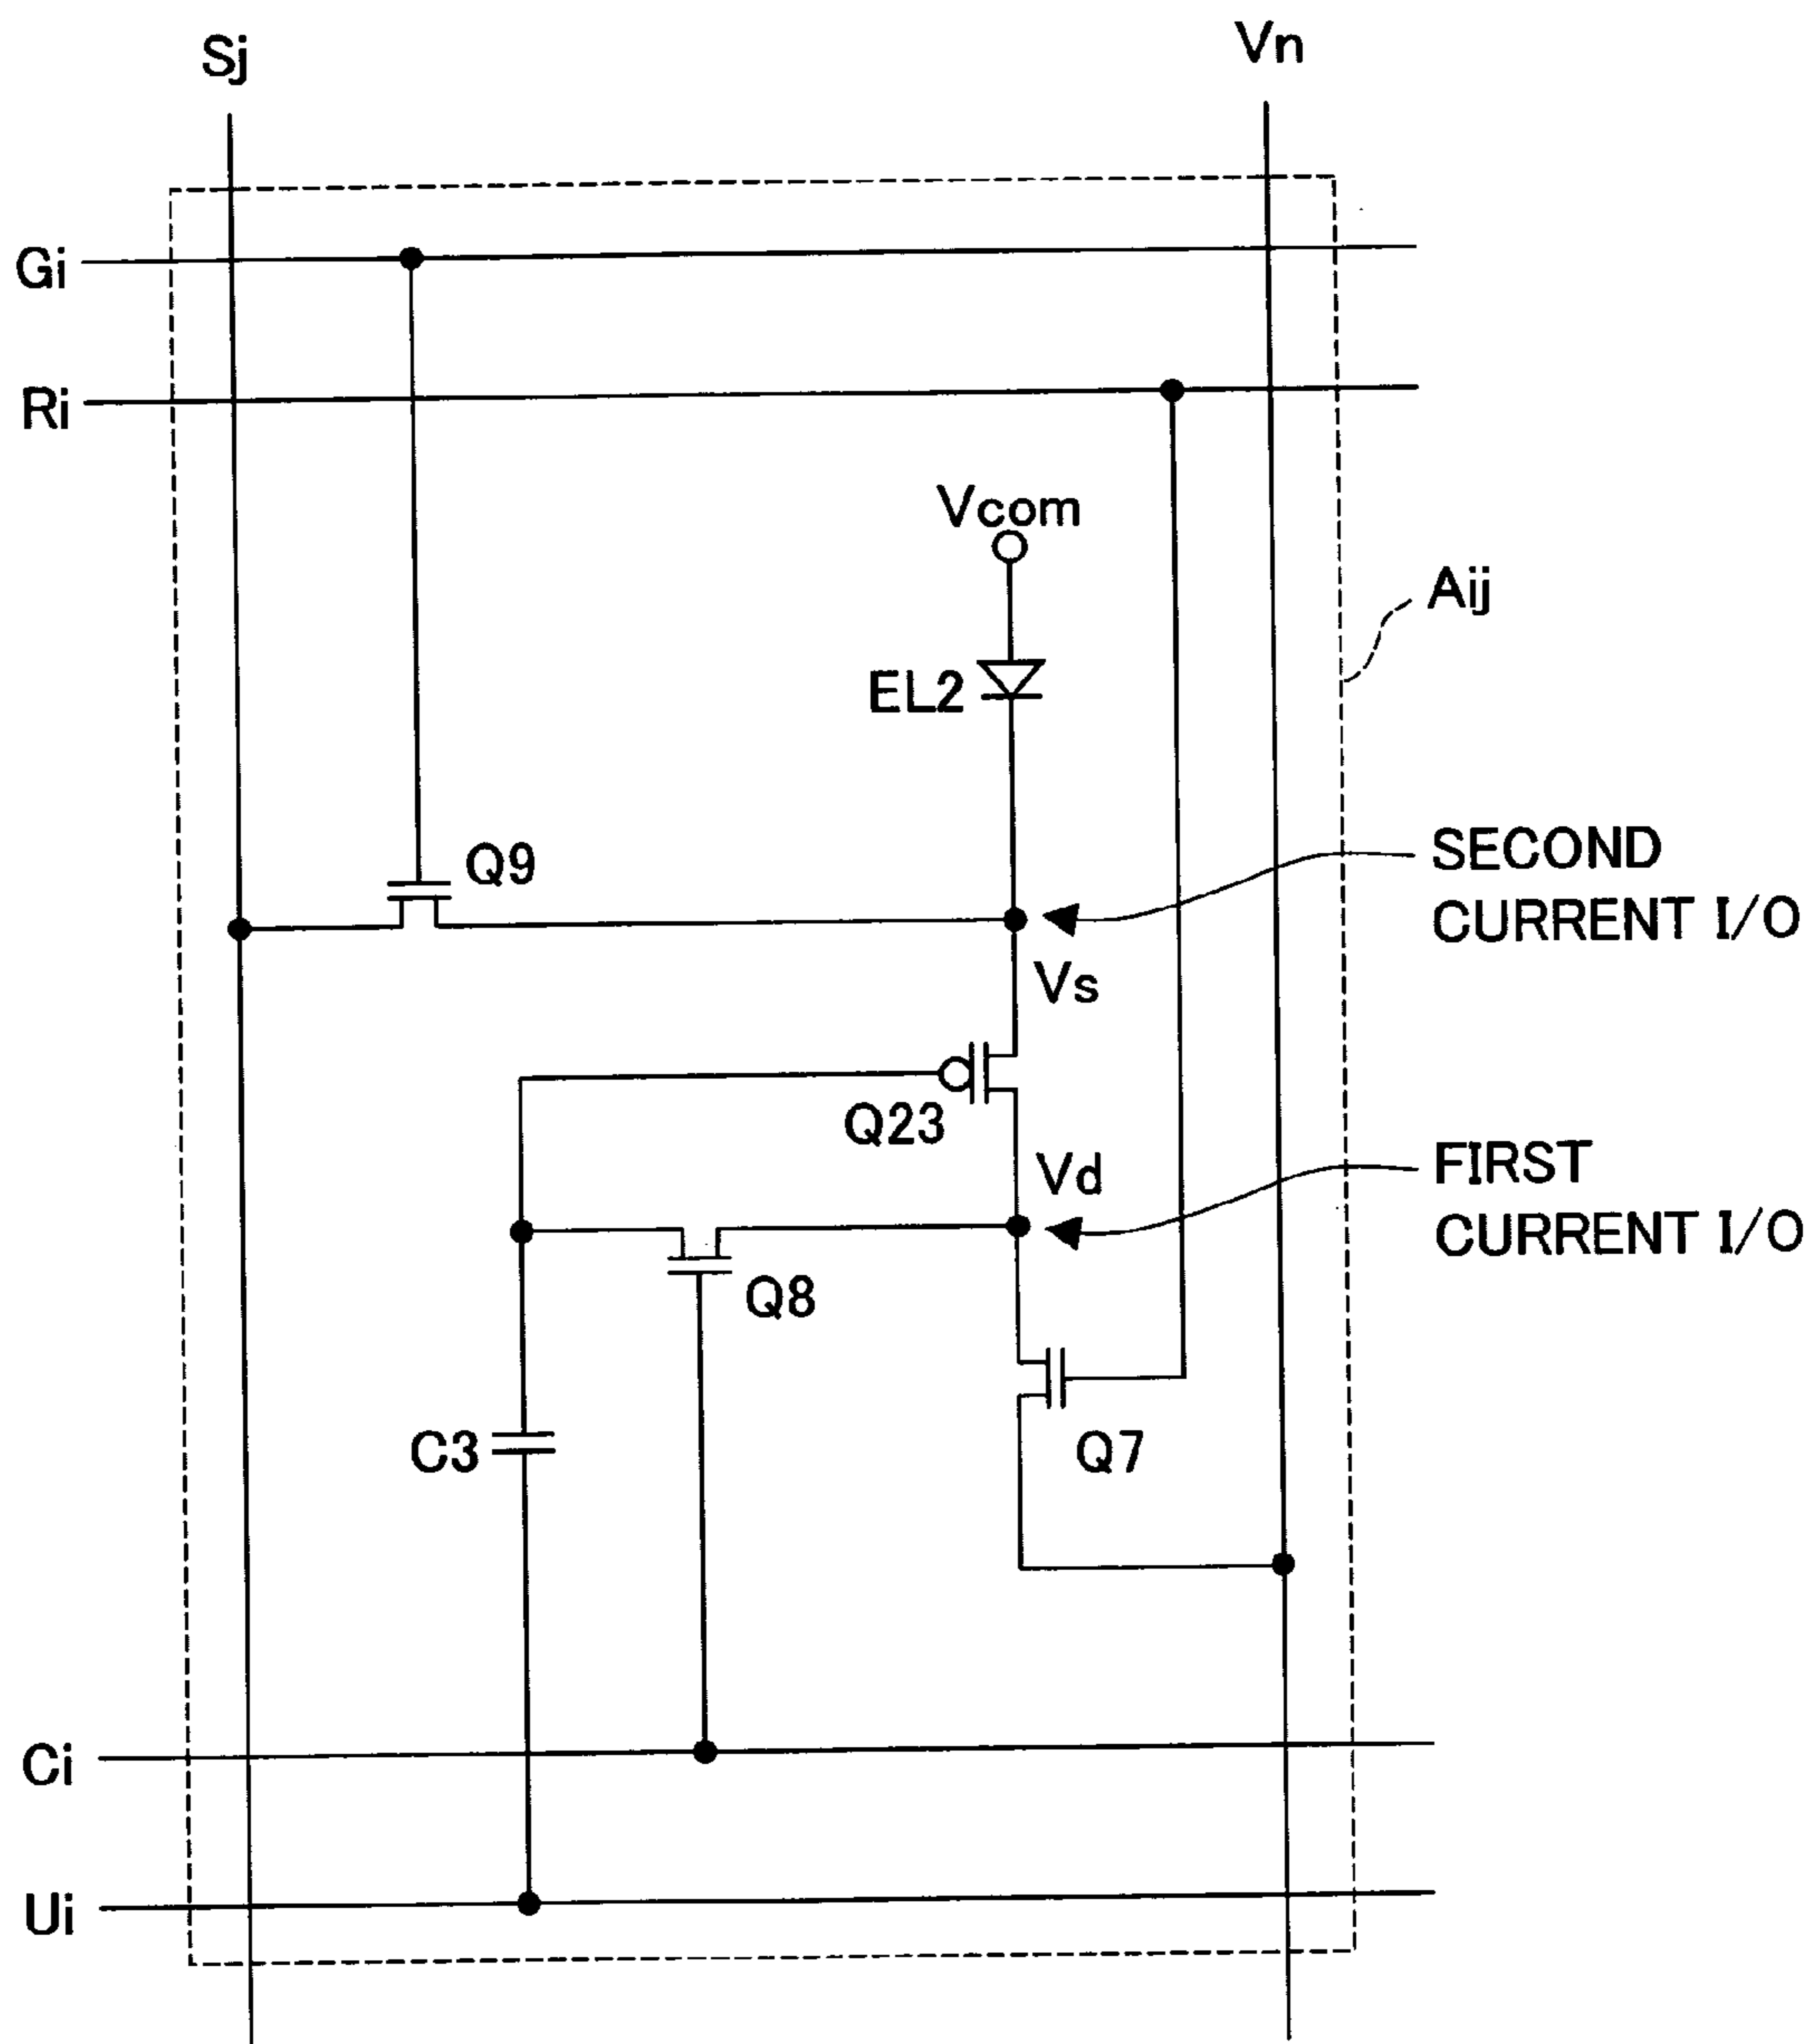 Sj
Vn
Gi
Ri
Vcom
Aij
EL2
Q9
SECOND
CURRENT I/O
Vs
Q23
Vd
FIRST
CURRENT I/O
Q8
C3
Q7
Ci
Ui